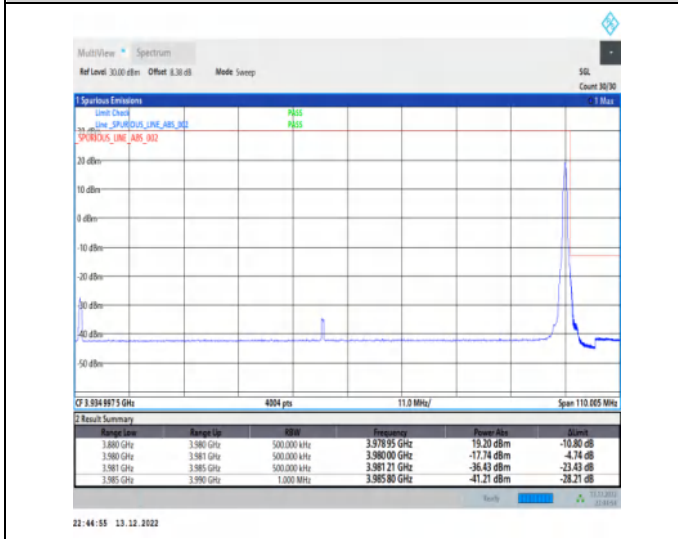 MultiView Spectrum
Ref Level 30.00 dBm Offset 8.38 dB Mode Sweep SGL
Count 30/30
1 Spurious Emissions 1 Max
Limit Check PASS
Line _SPURIOUS_LINE_ABS_002 PASS
SPURIOUS_LINE_ABS_002
20 dBm
10 dBm
0 dBm
-10 dBm
-20 dBm
-30 dBm
-40 dBm
-50 dBm
CF 3.934 997 5 GHz 4004 pts 11.0 MHz/ Span 110.005 MHz
2 Result Summary
Range Low Range Up RBW Frequency Power Abs ΔLimit
3.880 GHz 3.980 GHz 500.000 kHz 3.978 95 GHz 19.20 dBm -10.80 dB
3.980 GHz 3.981 GHz 500.000 kHz 3.980 00 GHz -17.74 dBm -4.74 dB
3.981 GHz 3.985 GHz 500.000 kHz 3.981 21 GHz -36.43 dBm -23.43 dB
3.985 GHz 3.990 GHz 1.000 MHz 3.985 80 GHz -41.21 dBm -28.21 dB
Ready
22:44:55 13.12.2022